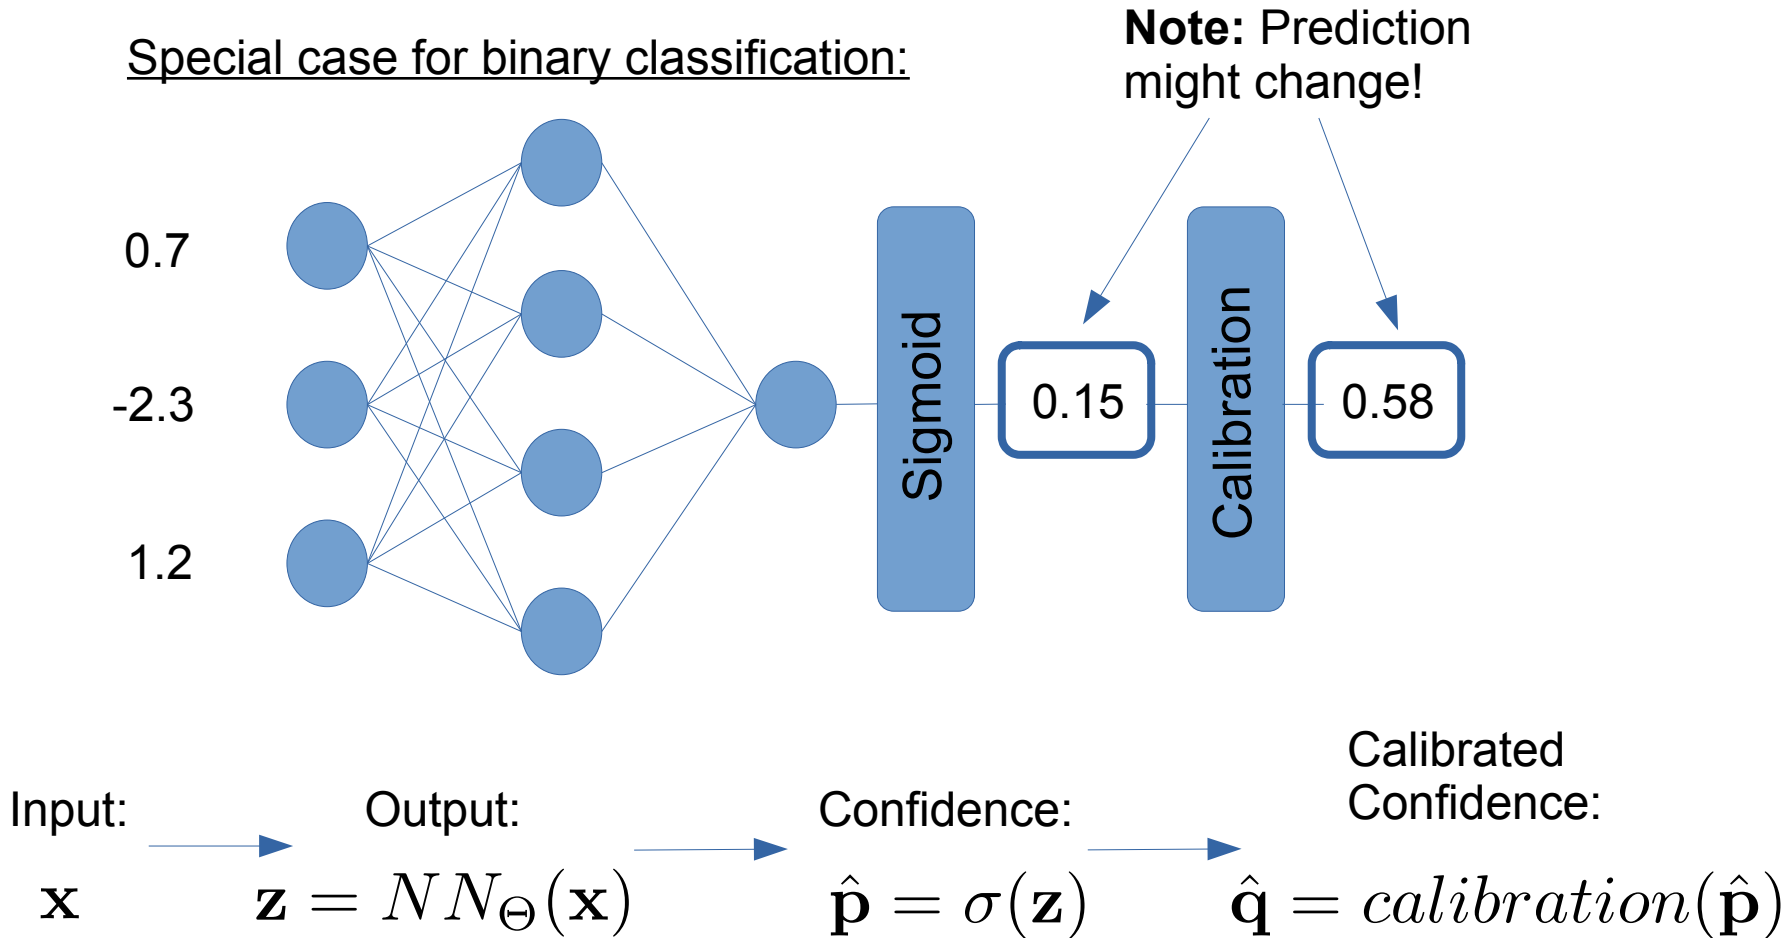 Special case for binary classification:
Note: Prediction
might change!
0.7
-2.3
1.2
Sigmoid
0.15
Calibration
0.58
Input:
Output:
Confidence:
Calibrated
Confidence:
𝐱
𝐳 = NN_Θ(𝐱)
𝐩̂ = σ(𝐳)
𝐪̂ = calibration(𝐩̂)